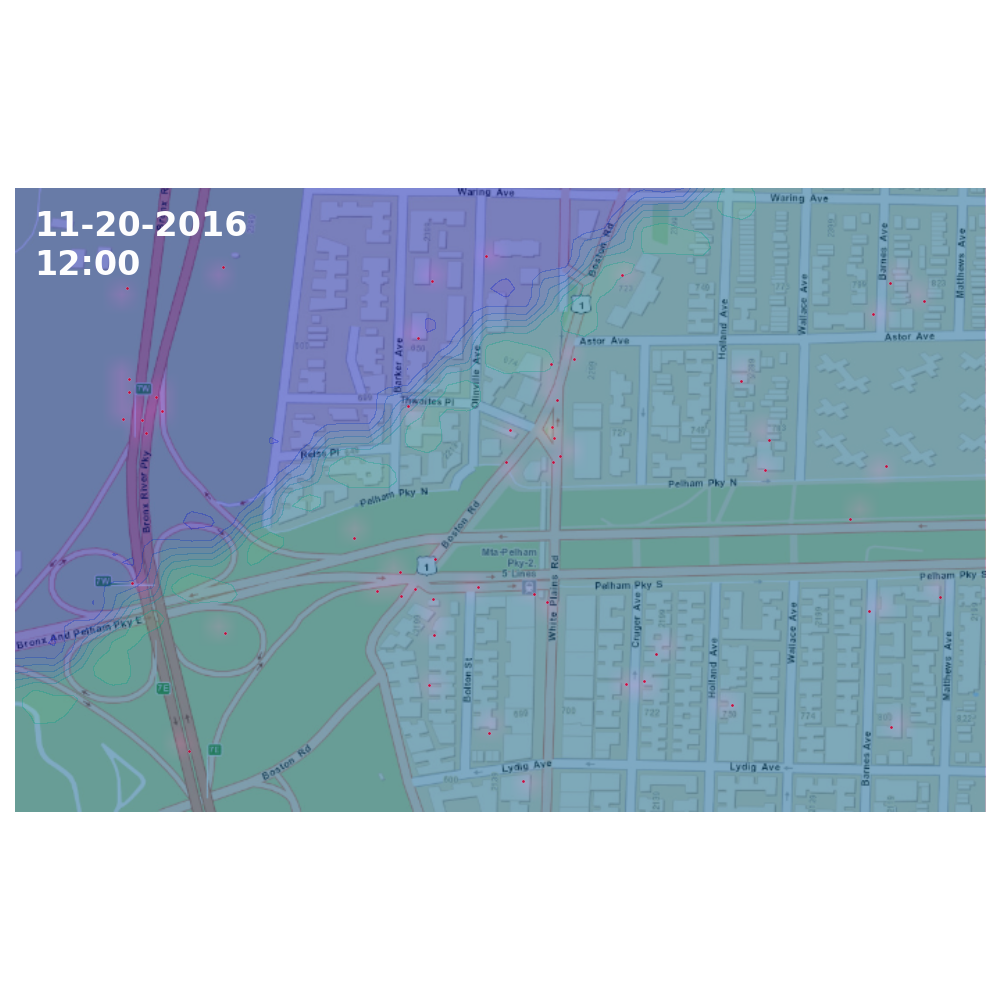 11-20-2016
12:00
Waring Ave
Waring Ave
Boston Rd
Barnes Ave
Matthews Ave
Wallace Ave
Holland Ave
1
Astor Ave
Astor Ave
Barker Ave
Olinville Ave
7W
Thwaites Pl
Reiss Pl
Bronx River Pky
Pelham Pky N
Pelham Pky N
Boston Rd
1
Mta-Pelham
Pky-2,
5 Lines
White Plains Rd
7W
Pelham Pky S
Pelham Pky S
Bronx And Pelham Pky E
Cruger Ave
Holland Ave
Wallace Ave
Matthews Ave
Bolton St
7E
7E
Boston Rd
Lydig Ave
Lydig Ave
Barnes Ave